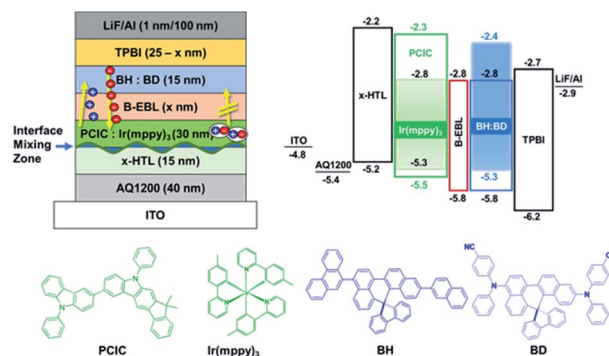 LiF/Al (1 nm/100 nm)
TPBI (25 – x nm)
BH : BD (15 nm)
B-EBL (x nm)
PCIC : Ir(mppy)₃(30 nm)
Interface
Mixing
Zone
x-HTL (15 nm)
AQ1200 (40 nm)
ITO
ITO
-4.8
AQ1200
-5.4
-2.2
x-HTL
-5.2
-2.3
PCIC
-2.8
Ir(mppy)₃
-5.3
-5.5
-2.8
B-EBL
-5.8
-2.4
-2.8
BH:BD
-5.3
-5.8
-2.7
TPBI
-6.2
LiF/Al
-2.9
N
N
PCIC
N
N
Ir
Ir(mppy)₃
BH
NC
N
N
BD